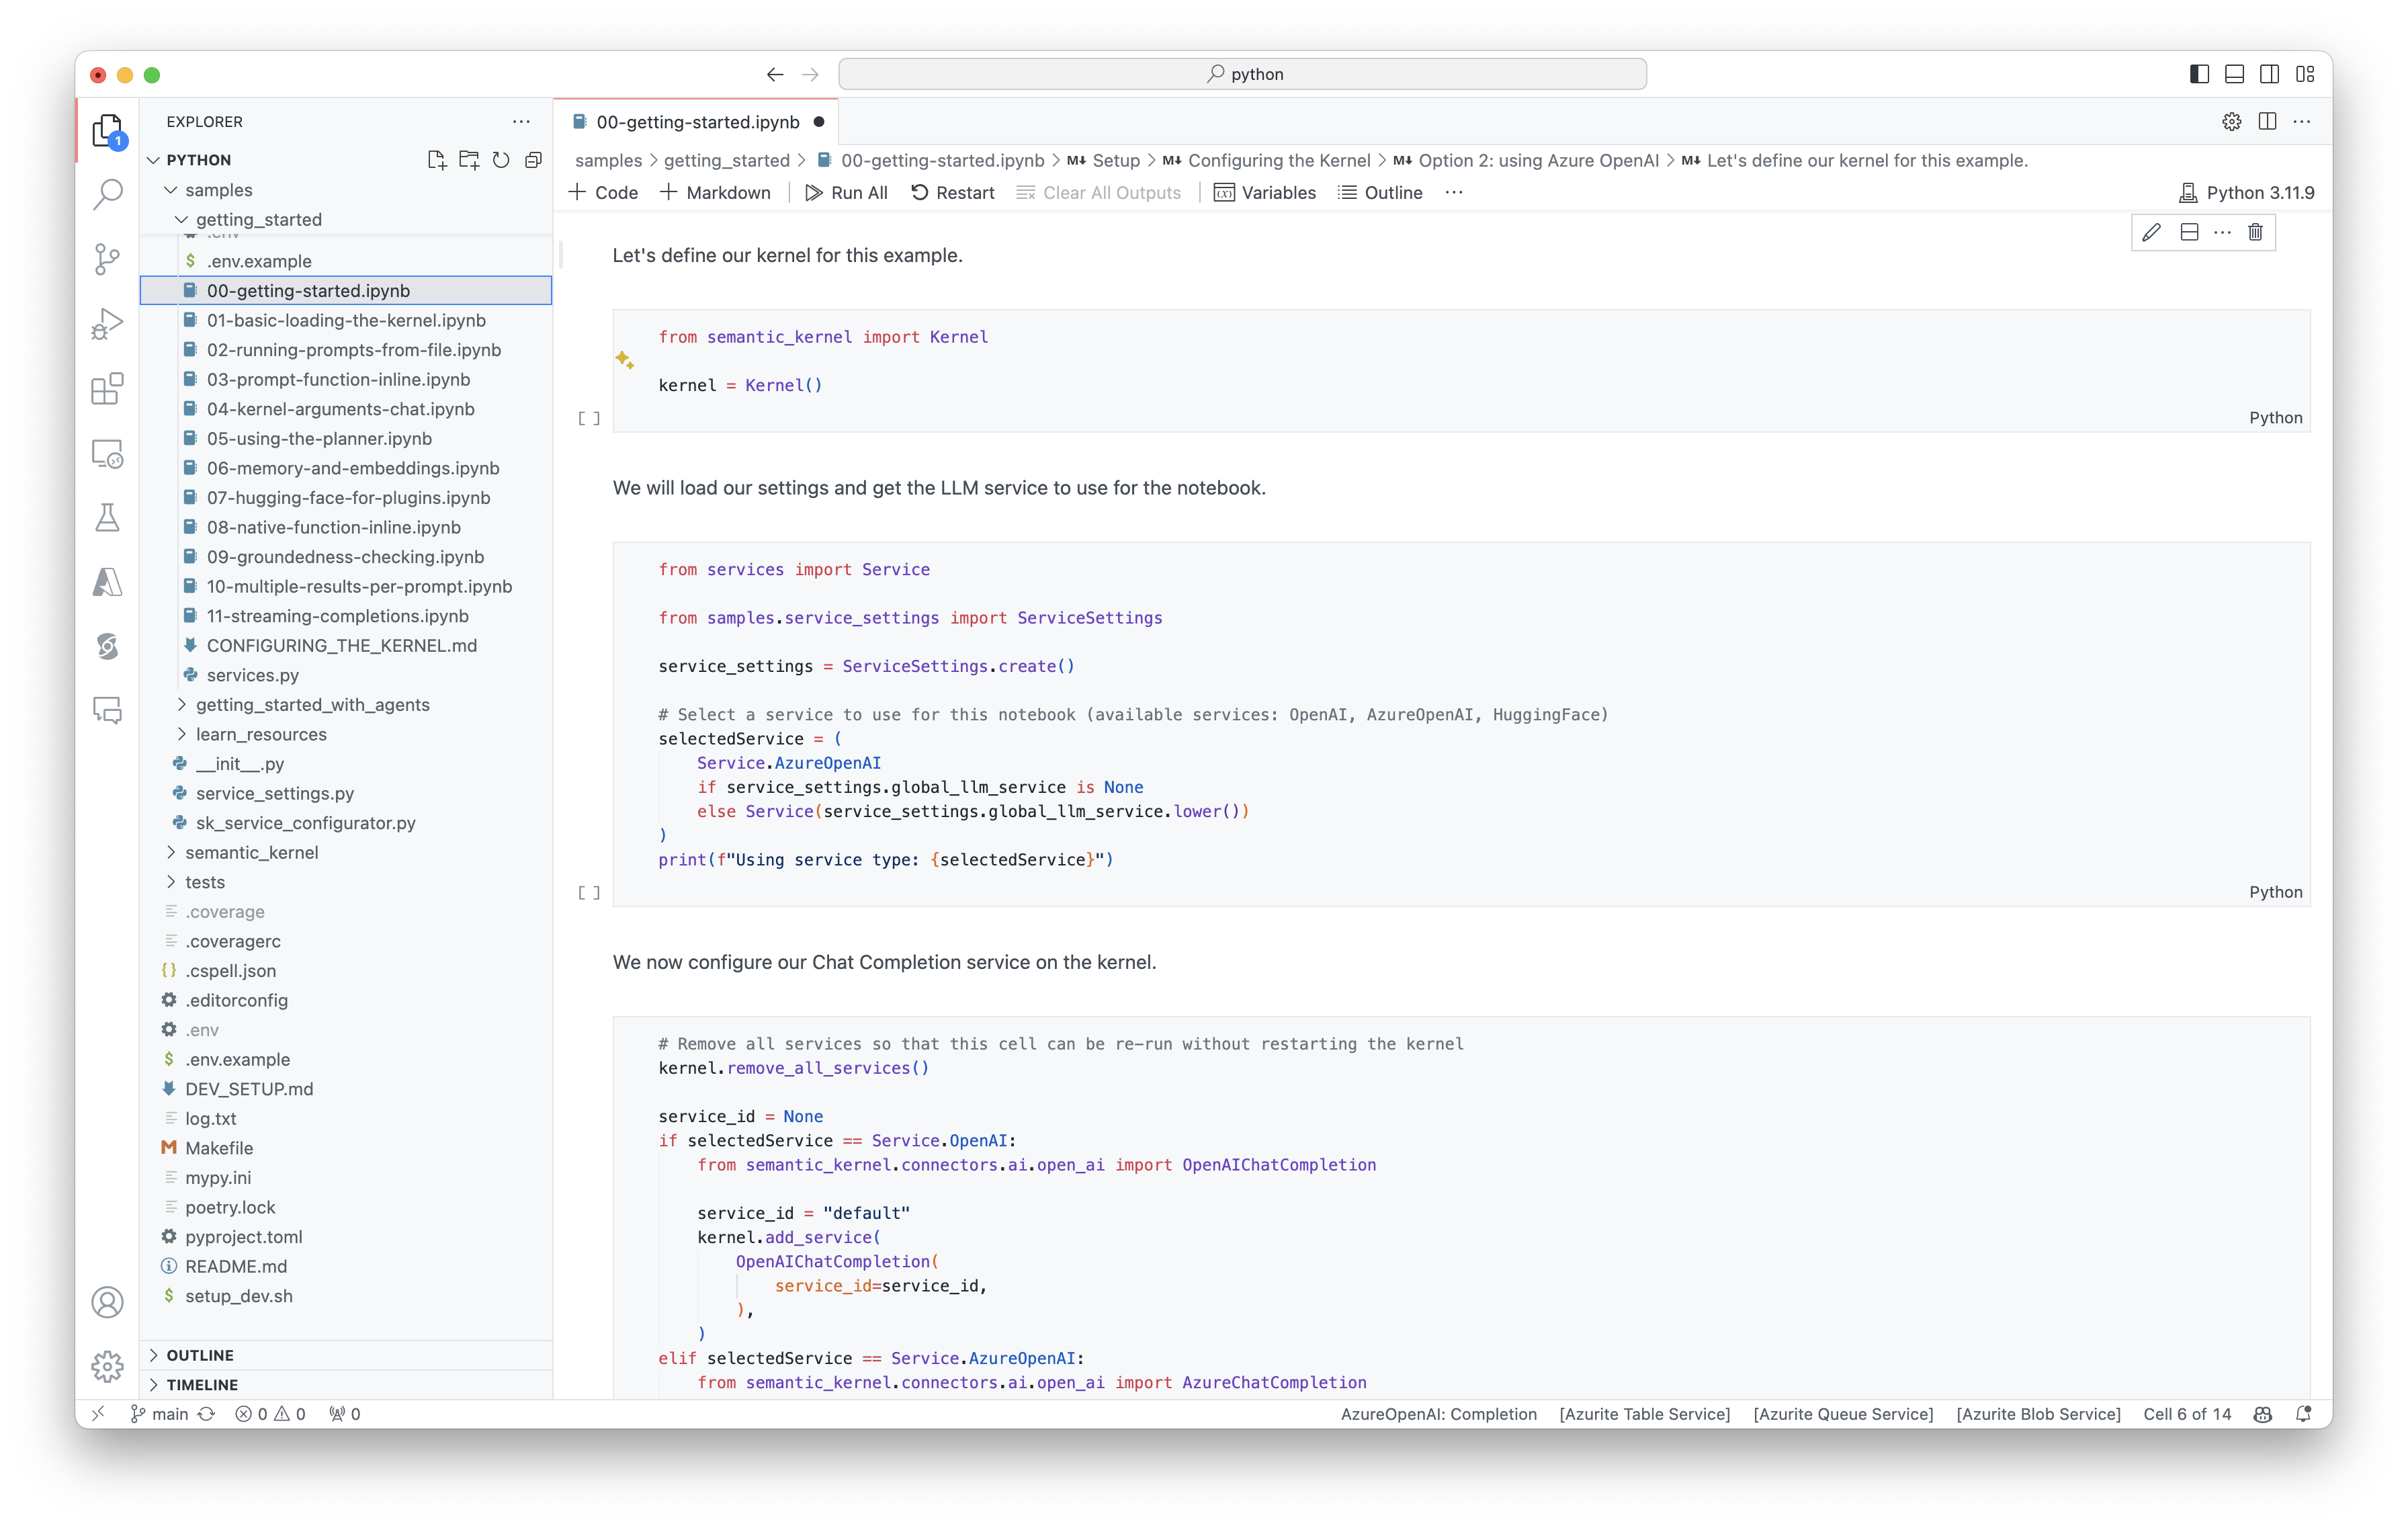 python
EXPLORER
PYTHON
samples
getting_started
.env.example
00-getting-started.ipynb
01-basic-loading-the-kernel.ipynb
02-running-prompts-from-file.ipynb
03-prompt-function-inline.ipynb
04-kernel-arguments-chat.ipynb
05-using-the-planner.ipynb
06-memory-and-embeddings.ipynb
07-hugging-face-for-plugins.ipynb
08-native-function-inline.ipynb
09-groundedness-checking.ipynb
10-multiple-results-per-prompt.ipynb
11-streaming-completions.ipynb
CONFIGURING_THE_KERNEL.md
services.py
getting_started_with_agents
learn_resources
__init__.py
service_settings.py
sk_service_configurator.py
semantic_kernel
tests
.coverage
.coveragerc
.cspell.json
.editorconfig
.env
.env.example
DEV_SETUP.md
log.txt
Makefile
mypy.ini
poetry.lock
pyproject.toml
README.md
setup_dev.sh
OUTLINE
TIMELINE
1
00-getting-started.ipynb
samples > getting_started > 00-getting-started.ipynb > M↓ Setup > M↓ Configuring the Kernel > M↓ Option 2: using Azure OpenAI > M↓ Let's define our kernel for this example.
+ Code + Markdown Run All Restart Clear All Outputs Variables Outline ··· Python 3.11.9
Let's define our kernel for this example.
from semantic_kernel import Kernel
kernel = Kernel()
[ ]
Python
We will load our settings and get the LLM service to use for the notebook.
from services import Service
from samples.service_settings import ServiceSettings
service_settings = ServiceSettings.create()
# Select a service to use for this notebook (available services: OpenAI, AzureOpenAI, HuggingFace)
selectedService = (
Service.AzureOpenAI
if service_settings.global_llm_service is None
else Service(service_settings.global_llm_service.lower())
)
print(f"Using service type: {selectedService}")
[ ]
Python
We now configure our Chat Completion service on the kernel.
# Remove all services so that this cell can be re-run without restarting the kernel
kernel.remove_all_services()
service_id = None
if selectedService == Service.OpenAI:
from semantic_kernel.connectors.ai.open_ai import OpenAIChatCompletion
service_id = "default"
kernel.add_service(
OpenAIChatCompletion(
service_id=service_id,
),
)
elif selectedService == Service.AzureOpenAI:
from semantic_kernel.connectors.ai.open_ai import AzureChatCompletion
main 0 0 0 AzureOpenAI: Completion [Azurite Table Service] [Azurite Queue Service] [Azurite Blob Service] Cell 6 of 14